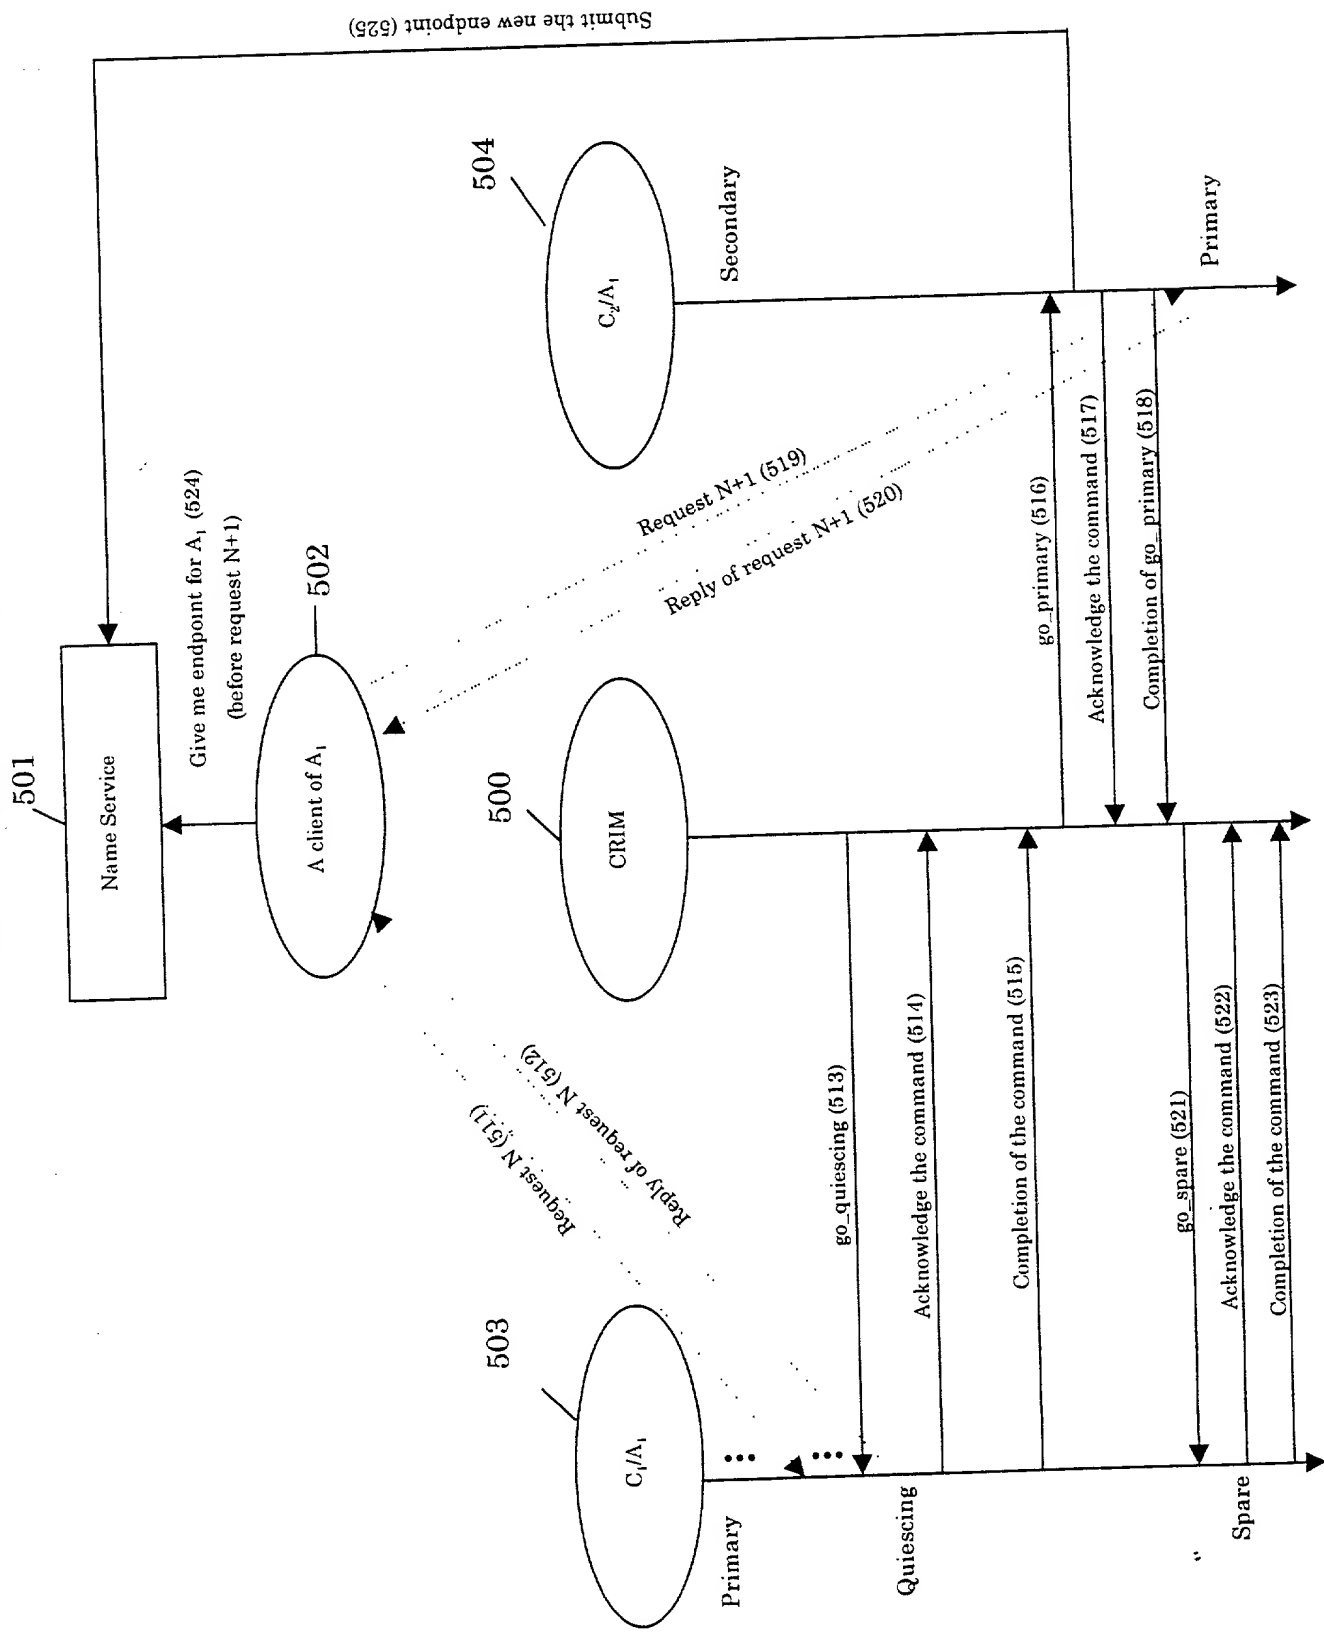 501
Name Service
Submit the new endpoint (525)
Give me endpoint for A₁ (524)
(before request N+1)
502
A client of A₁
503
C₁/A₁
500
CRIM
504
C₂/A₁
Request N (511)
Reply of request N (512)
Request N+1 (519)
Reply of request N+1 (520)
Primary
Secondary
go_quiescing (513)
Quiescing
Acknowledge the command (514)
Completion of the command (515)
go_primary (516)
Acknowledge the command (517)
Completion of go_primary (518)
Primary
go_spare (521)
Acknowledge the command (522)
Spare
Completion of the command (523)